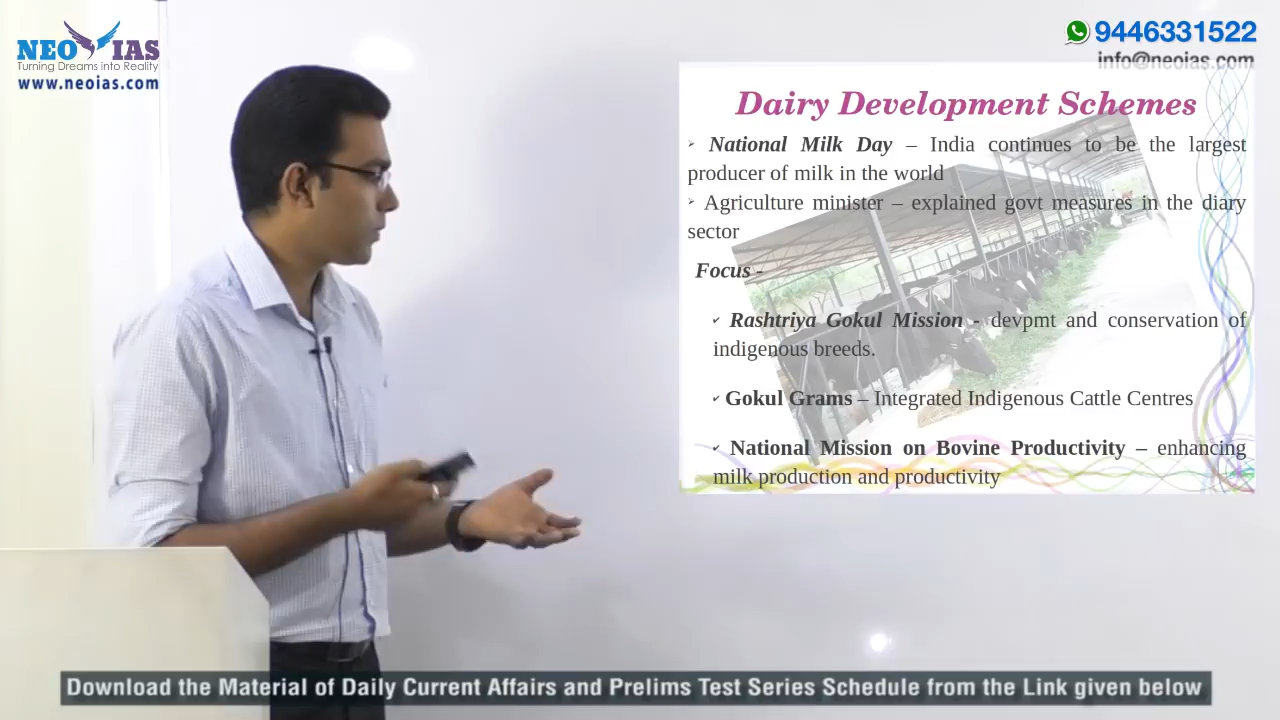 NEO IAS
Turning Dreams into Reality
www.neoias.com
9446331522
info@neoias.com
Dairy Development Schemes
➢ National Milk Day – India continues to be the largest
producer of milk in the world
➢ Agriculture minister – explained govt measures in the diary
sector
Focus -
✓ Rashtriya Gokul Mission - devpmt and conservation of
indigenous breeds.
✓ Gokul Grams – Integrated Indigenous Cattle Centres
✓ National Mission on Bovine Productivity – enhancing
milk production and productivity
Download the Material of Daily Current Affairs and Prelims Test Series Schedule from the Link given below